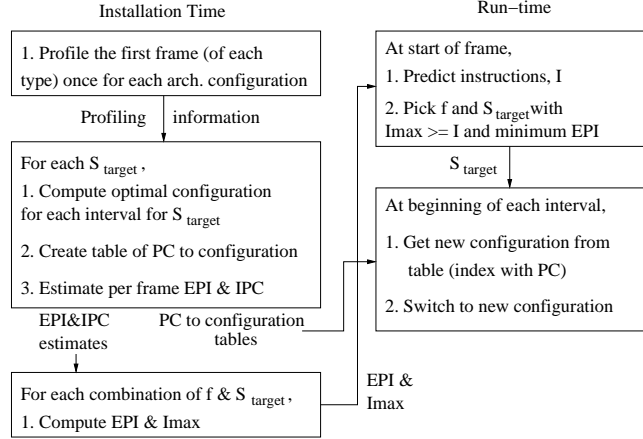 Installation Time
1. Profile the first frame (of each
type) once for each arch. configuration
Profiling information
For each S target ,
1. Compute optimal configuration
for each interval for S target
2. Create table of PC to configuration
3. Estimate per frame EPI & IPC
EPI&IPC
estimates
PC to configuration
tables
For each combination of f & S target ,
1. Compute EPI & Imax
EPI &
Imax
Run-time
At start of frame,
1. Predict instructions, I
2. Pick f and S target with
Imax >= I and minimum EPI
S target
At beginning of each interval,
1. Get new configuration from
table (index with PC)
2. Switch to new configuration